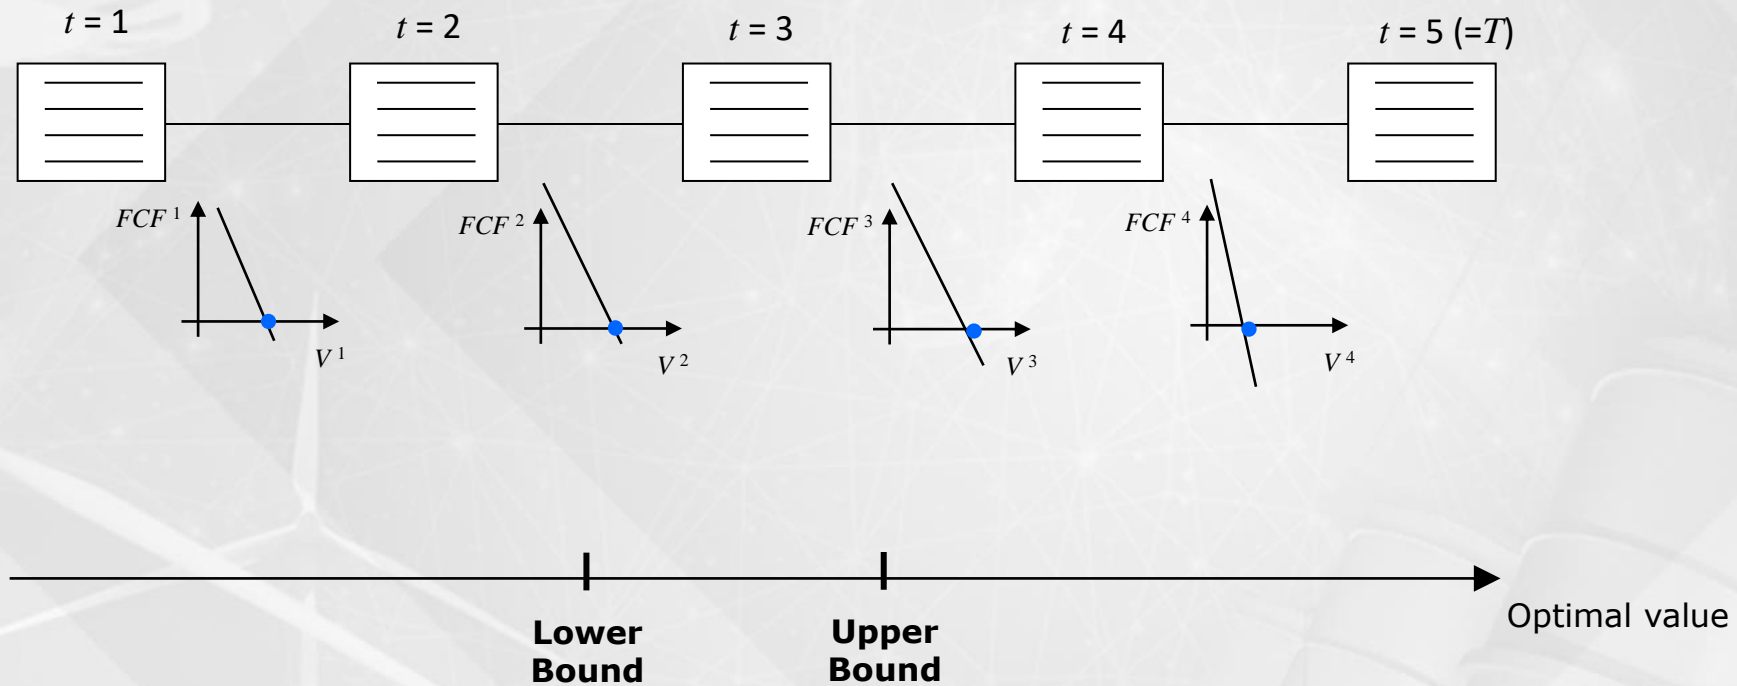 t = 1
t = 2
t = 3
t = 4
t = 5 (=T)
FCF 1
V 1
FCF 2
V 2
FCF 3
V 3
FCF 4
V 4
Lower
Bound
Upper
Bound
Optimal value